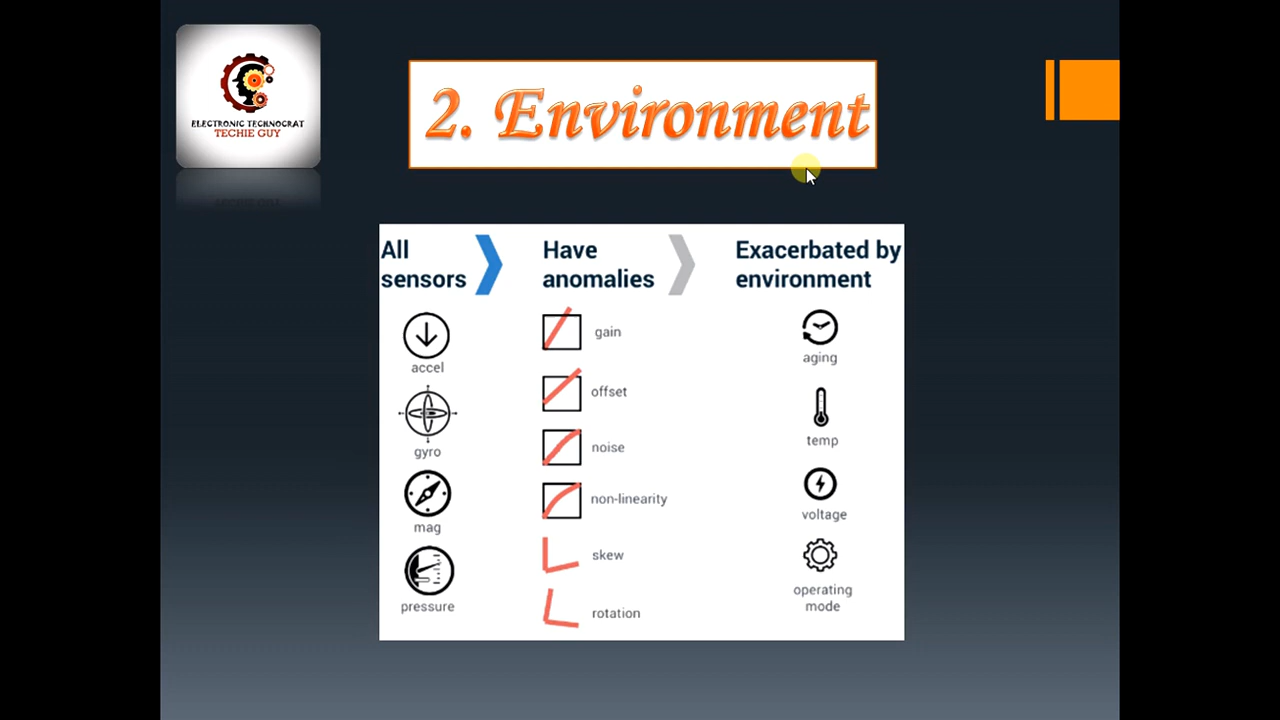 ELECTRONIC TECHNOCRAT
TECHIE GUY
2. Environment
All
sensors
Have
anomalies
Exacerbated by
environment
accel
gyro
mag
pressure
gain
offset
noise
non-linearity
skew
rotation
aging
temp
voltage
operating
mode